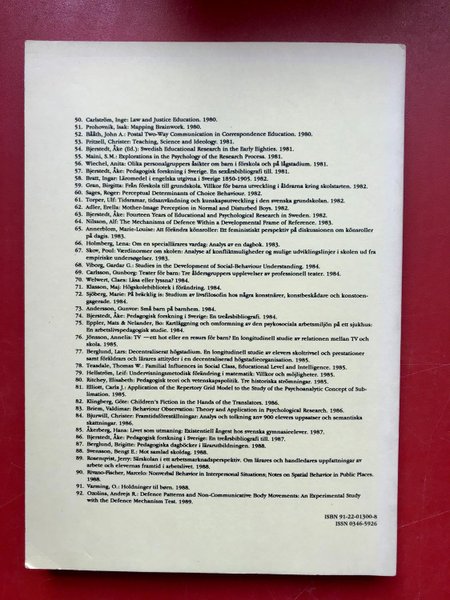 50. Carlström, Inge: Law and Justice Education. 1980.
51. Prohovnik, Isak: Mapping Brainwork. 1980.
52. Bååth, John A.: Postal Two-Way Communication in Correspondence Education. 1980.
53. Fritzell, Christer: Teaching, Science and Ideology. 1981.
54. Bjerstedt, Åke (Ed.): Swedish Educational Research in the Early Eighties. 1981.
55. Maini, S.M.: Explorations in the Psychology of the Research Process. 1981.
56. Wiechel, Anita: Olika personalgruppers åsikter om barn i förskola och på lågstadium. 1981.
57. Bjerstedt, Åke: Pedagogisk forskning i Sverige. En sexårsbibliografi till. 1981.
58. Bratt, Ingar: Läromedel i engelska utgivna i Sverige 1850-1905. 1982.
59. Gran, Birgitta: Från förskola till grundskola. Villkor för barns utveckling i åldrarna kring skolstarten. 1982.
60. Sages, Roger: Perceptual Determinants of Choice Behaviour. 1982.
61. Torper, Ulf: Tidsramar, tidsanvändning och kunskapsutveckling i den svenska grundskolan. 1982.
62. Adler, Erella: Mother-Image Perception in Normal and Disturbed Boys. 1982.
63. Bjerstedt, Åke: Fourteen Years of Educational and Psychological Research in Sweden. 1982.
64. Nilsson, Alf: The Mechanisms of Defence Within a Developmental Frame of Reference. 1983.
65. Annerblom, Marie-Louise: Att förändra könsroller: Ett feministiskt perspektiv på diskussionen om könsroller
på dagis. 1983.
66. Holmberg, Lena: Om en speciallärares vardag: Analys av en dagbok. 1983.
67. Skov, Poul: Værdinormer om skolen: Analyse af konfliktmuligheder og mulige udviklingslinjer i skolen ud fra
empiriske undersøgelser. 1983.
68. Viborg, Gardar G.: Studies in the Development of Social-Behaviour Understanding. 1984.
69. Carlsson, Gunborg: Teater för barn: Tre åldersgruppers upplevelser av professionell teater. 1984.
70. Welwert, Clara: Läsa eller lyssna? 1984.
71. Klasson, Maj: Högskolebibliotek i förändring. 1984.
72. Sjöberg, Marie: På bräcklig is: Studium av livsfilosofin hos några konstnärer, konstbeskådare och konstoen-
gagerade. 1984.
73. Andersson, Gunvor: Små barn på barnhem. 1984.
74. Bjerstedt, Åke: Pedagogisk forskning i Sverige: En treårsbibliografi. 1984.
75. Eppler, Mats & Nelander, Bo: Kartläggning och omformning av den psykosociala arbetsmiljön på ett sjukhus:
En arbetslivspedagogisk studie. 1984.
76. Jönsson, Annelis: TV — ett hot eller en resurs för barn? En longitudinell studie av relationen mellan TV och
skola. 1985.
77. Berglund, Lars: Decentraliserat högstadium. En longitudinell studie av eleven skoltrivsel och prestationer
samt föräldrars och lärares attityder i en decentraliserad högstadieorganisation. 1985.
78. Teasdale, Thomas W.: Familial Influences in Social Class, Educational Level and Intelligence. 1985.
79. Hellström, Leif: Undervisningsmetodisk förändring i matematik: Villkor och möjligheter. 1985.
80. Ritchey, Elisabeth: Pedagogisk teori och vetenskapspolitik. Tre historiska strömningar. 1985.
81. Elliott, Carla J.: Application of the Repertory Grid Model to the Study of the Psychoanalytic Concept of Sub-
limation. 1985.
82. Klingberg, Göte: Children's Fiction in the Hands of the Translators. 1986.
83. Briem, Valdimar: Behaviour Observation: Theory and Application in Psychological Research. 1986.
84. Bjurwill, Christer: Framtidsföreställningar: Analys och tolkning avv 900 elevers uppsatser och semantiska
skattningar. 1986.
85. Åkerberg, Hans: Livet som utmaning: Existentiell ångest hos svenska gymnasieelever. 1987.
86. Bjerstedt, Åke: Pedagogisk forskning i Sverige: En treårsbibliografi till. 1987.
87. Berglund, Birgitte: Pedagogiska dagböcker i lärarutbildningen. 1988.
88. Svensson, Bengt E.: Mot samlad skoldag. 1988.
89. Rosenqvist, Jerry: Särskolan i ett arbetsmarknadsperspektiv. Om lärares och handledares uppfattningar av
arbete och elevernas framtid i arbetslivet. 1988.
90. Rivano-Fischer, Marcelo: Nonverbal Behavior in Interpersonal Situations; Notes on Spatial Behavior in Public Places.
1988.
91. Varming, O.: Holdninger til børn. 1988.
92. Ozolins, Andrejs R.: Defence Patterns and Non-Communicative Body Movements: An Experimental Study
with the Defence Mechanism Test. 1989.
ISBN 91-22-01300-8
ISSN 0346-5926